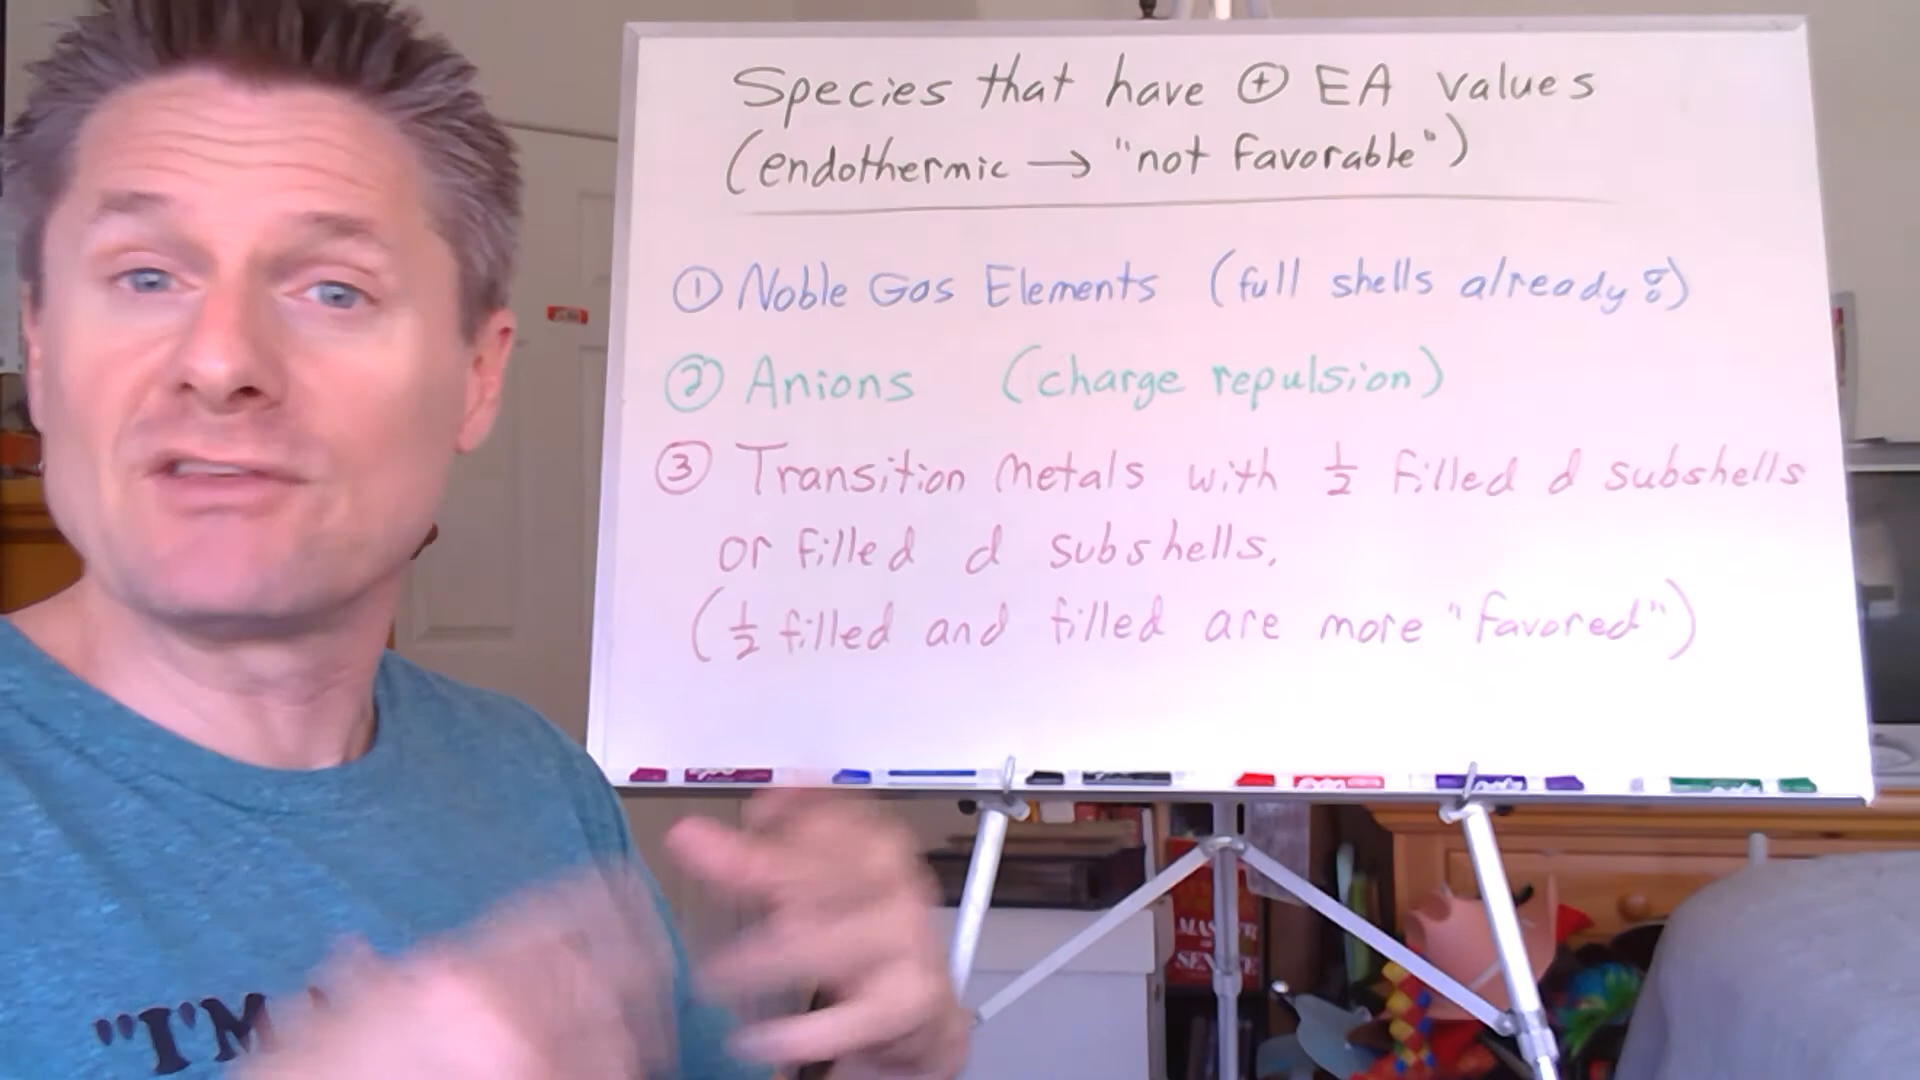 Species that have ⊕ EA values
(endothermic → "not favorable")
① Noble Gas Elements (full shells already!)
② Anions (charge repulsion)
③ Transition Metals with ½ filled d subshells
or filled d subshells.
(½ filled and filled are more "favored")
"I'M
MASTER
SENATE